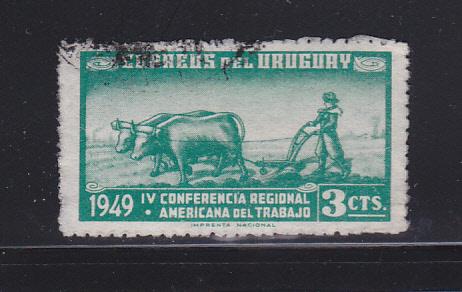 CORREOS DEL URUGUAY
1949 • IV CONFERENCIA REGIONAL
AMERICANA DEL TRABAJO
3 CTS.
IMPRENTA NACIONAL